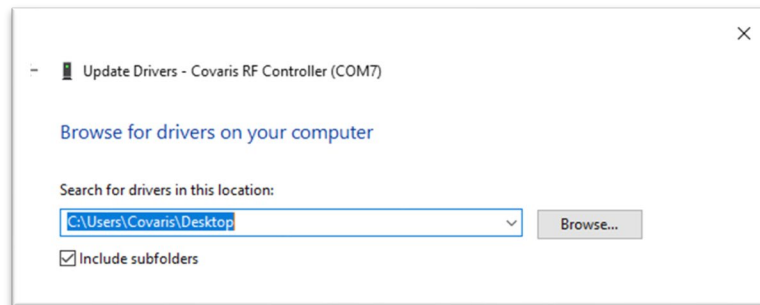 Update Drivers - Covaris RF Controller (COM7)
Browse for drivers on your computer
Search for drivers in this location:
C:\Users\Covaris\Desktop
Browse...
Include subfolders